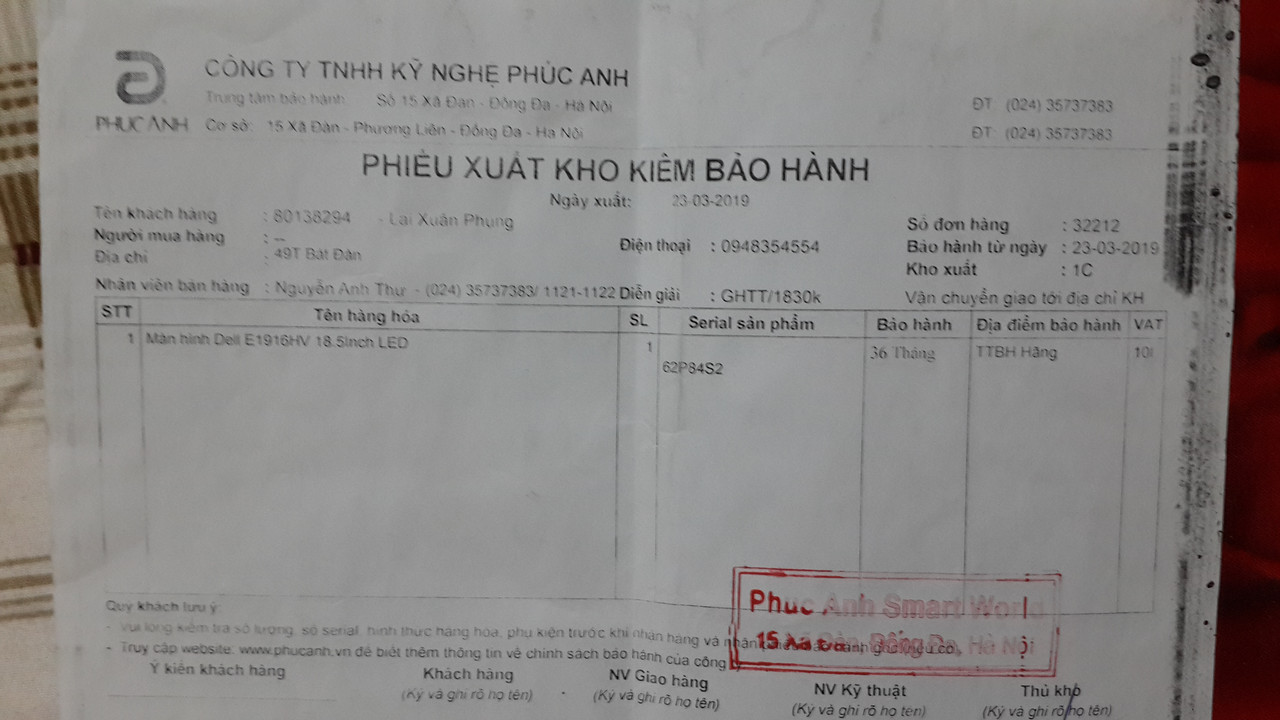 CÔNG TY TNHH KỸ NGHỆ PHÚC ANH
Trung tâm bảo hành Số 15 Xã Đàn - Đống Đa - Hà Nội ĐT (024) 35737383
PHUC ANH Cơ sở: 15 Xã Đàn - Phương Liên - Đống Đa - Hà Nội ĐT: (024) 35737383
PHIẾU XUẤT KHO KIÊM BẢO HÀNH
Ngày xuất: 23-03-2019
Tên khách hàng : 80138294 - Lại Xuân Phụng Số đơn hàng : 32212
Người mua hàng : -- Điện thoại : 0948354554 Bảo hành từ ngày : 23-03-2019
Địa chỉ : 49T Bát Đàn Kho xuất : 1C
Nhân viên bán hàng : Nguyễn Anh Thư - (024) 35737383/ 1121-1122 Diễn giải : GHTT/1830k Vận chuyển giao tới địa chỉ KH
STT Tên hàng hóa SL Serial sản phẩm Bảo hành Địa điểm bảo hành VAT
1 Màn hình Dell E1916HV 18.5Inch LED 1 62P84S2 36 Tháng TTBH Hãng 10
Quý khách lưu ý:
- Vui lòng kiểm tra số lượng, số serial, hình thức hàng hóa, phụ kiện trước khi nhận hàng và nhận
- Truy cập website: www.phucanh.vn để biết thêm thông tin về chính sách bảo hành của công
Phuc Anh Smart World
15 Xã Đàn, Đống Đa, Hà Nội
Ý kiến khách hàng Khách hàng NV Giao hàng NV Kỹ thuật Thủ kho
(Ký và ghi rõ họ tên) (Ký và ghi rõ họ tên) (Ký và ghi rõ họ tên) (Ký và ghi rõ họ tên)